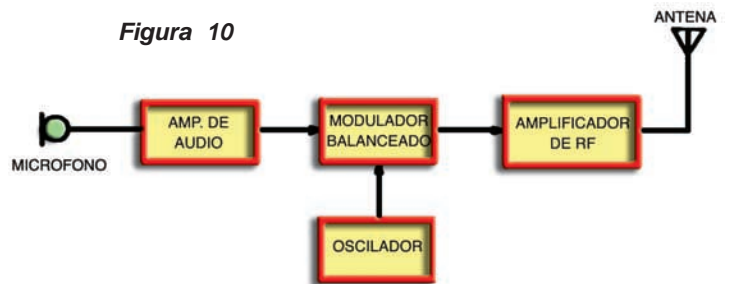 Figura 10
ANTENA
MICROFONO
AMP. DE
AUDIO
MODULADOR
BALANCEADO
AMPLIFICADOR
DE RF
OSCILADOR